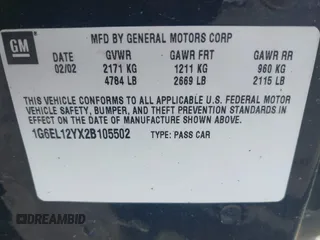 GM
MFD BY GENERAL MOTORS CORP
DATE GVWR GAWR FRT GAWR RR
02/02 2171 KG 1211 KG 960 KG
4784 LB 2669 LB 2115 LB
THIS VEHICLE CONFORMS TO ALL APPLICABLE U.S. FEDERAL MOTOR
VEHICLE SAFETY, BUMPER, AND THEFT PREVENTION STANDARDS IN
EFFECT ON THE DATE OF MANUFACTURE SHOWN ABOVE.
1G6EL12YX2B105502 TYPE: PASS CAR
DREAMBID